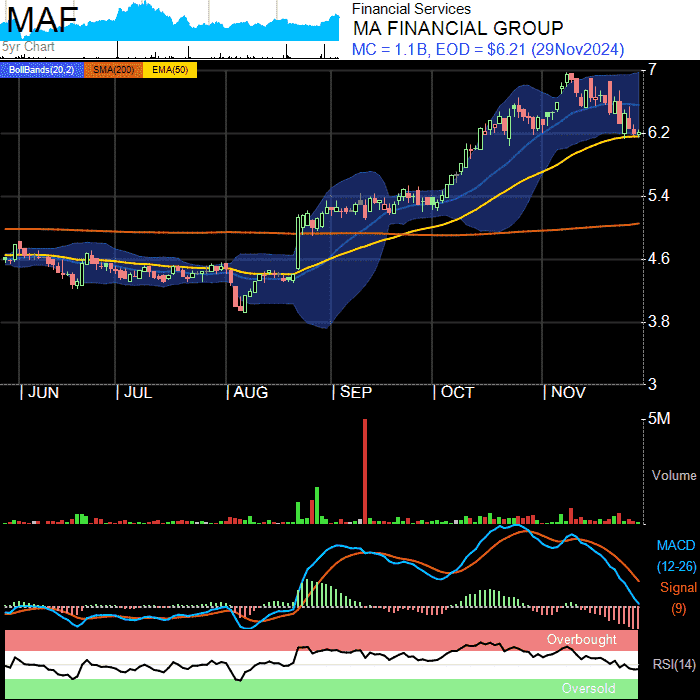 MAF
5yr Chart
Financial Services
MA FINANCIAL GROUP
MC = 1.1B, EOD = $6.21 (29Nov2024)
BollBands(20,2) SMA(200) EMA(50)
7
6.2
5.4
4.6
3.8
3
JUN JUL AUG SEP OCT NOV
5M
Volume
MACD
(12-26)
Signal
(9)
Overbought
RSI(14)
Oversold